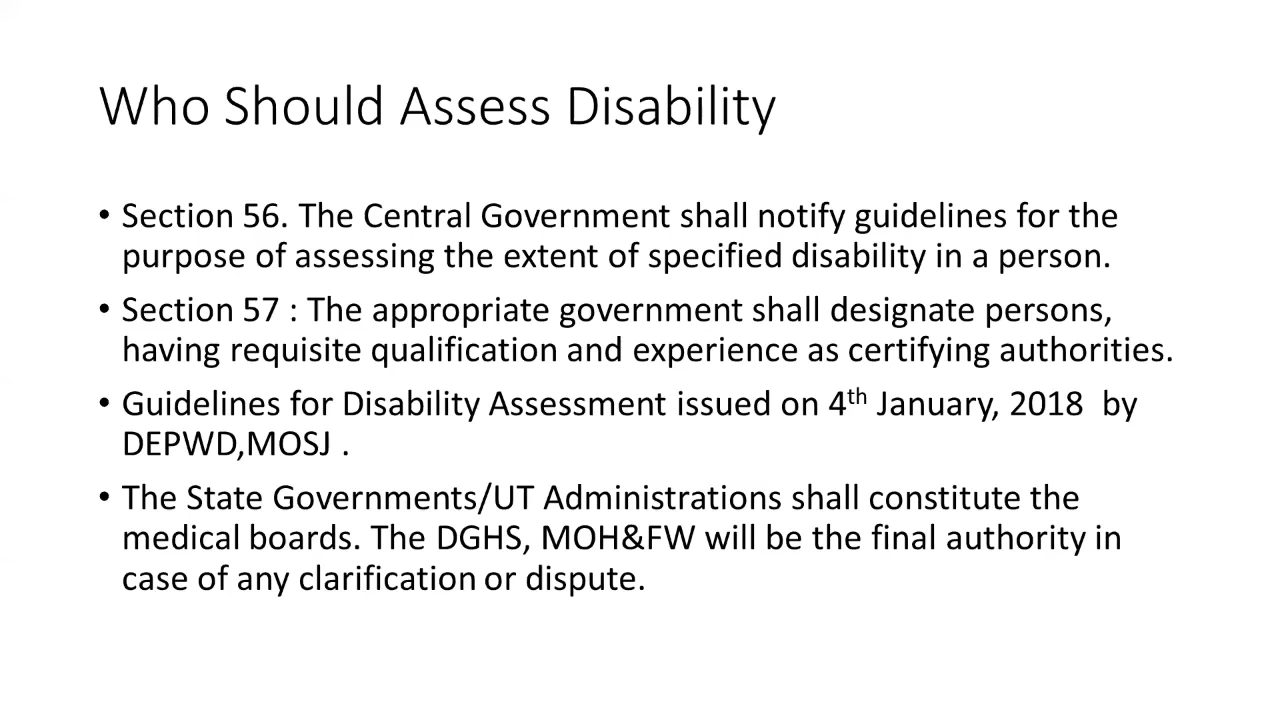 Who Should Assess Disability
• Section 56. The Central Government shall notify guidelines for the
purpose of assessing the extent of specified disability in a person.
• Section 57 : The appropriate government shall designate persons,
having requisite qualification and experience as certifying authorities.
• Guidelines for Disability Assessment issued on 4th January, 2018  by
DEPWD,MOSJ .
• The State Governments/UT Administrations shall constitute the
medical boards. The DGHS, MOH&FW will be the final authority in
case of any clarification or dispute.